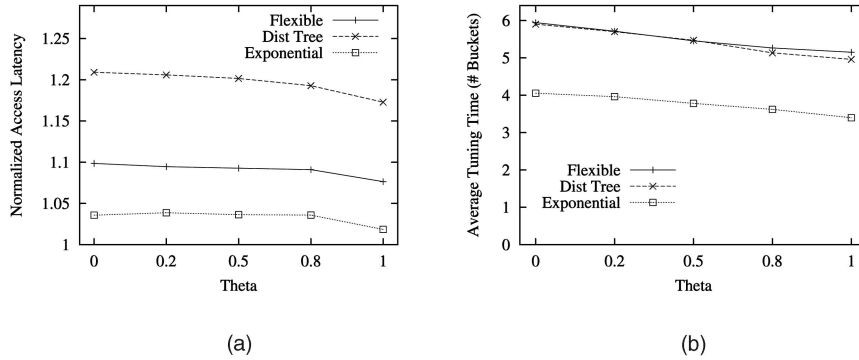 Normalized Access Latency
1.25
1.2
1.15
1.1
1.05
1
Flexible
Dist Tree
Exponential
0 0.2 0.5 0.8 1
Theta
(a)
Average Tuning Time (# Buckets)
6
5
4
3
2
1
0
Flexible
Dist Tree
Exponential
0 0.2 0.5 0.8 1
Theta
(b)